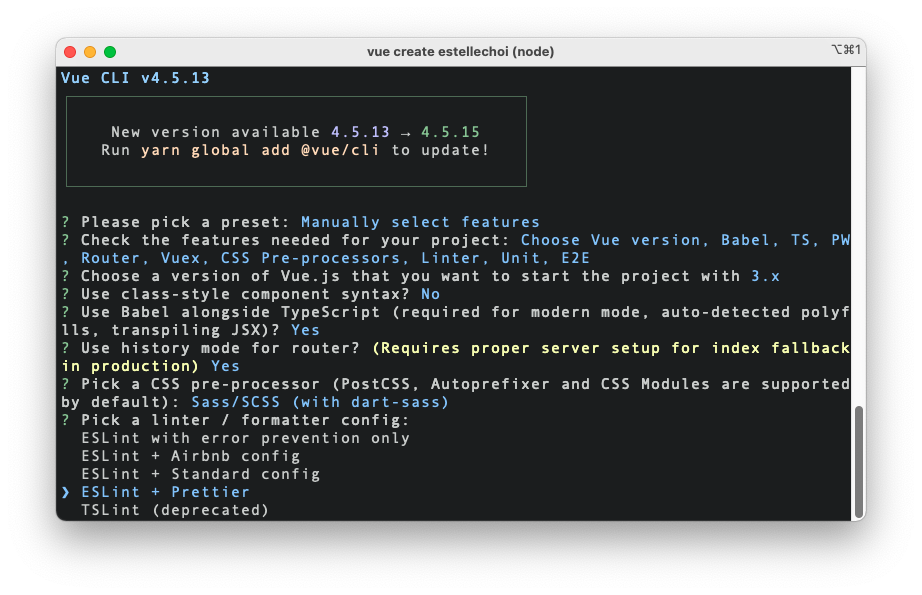 vue create estellechoi (node)
⌥⌘1
Vue CLI v4.5.13
New version available 4.5.13 → 4.5.15
Run yarn global add @vue/cli to update!
? Please pick a preset: Manually select features
? Check the features needed for your project: Choose Vue version, Babel, TS, PW
, Router, Vuex, CSS Pre-processors, Linter, Unit, E2E
? Choose a version of Vue.js that you want to start the project with 3.x
? Use class-style component syntax? No
? Use Babel alongside TypeScript (required for modern mode, auto-detected polyf
lls, transpiling JSX)? Yes
? Use history mode for router? (Requires proper server setup for index fallback
in production) Yes
? Pick a CSS pre-processor (PostCSS, Autoprefixer and CSS Modules are supported
by default): Sass/SCSS (with dart-sass)
? Pick a linter / formatter config:
ESLint with error prevention only
ESLint + Airbnb config
ESLint + Standard config
❯ ESLint + Prettier
TSLint (deprecated)